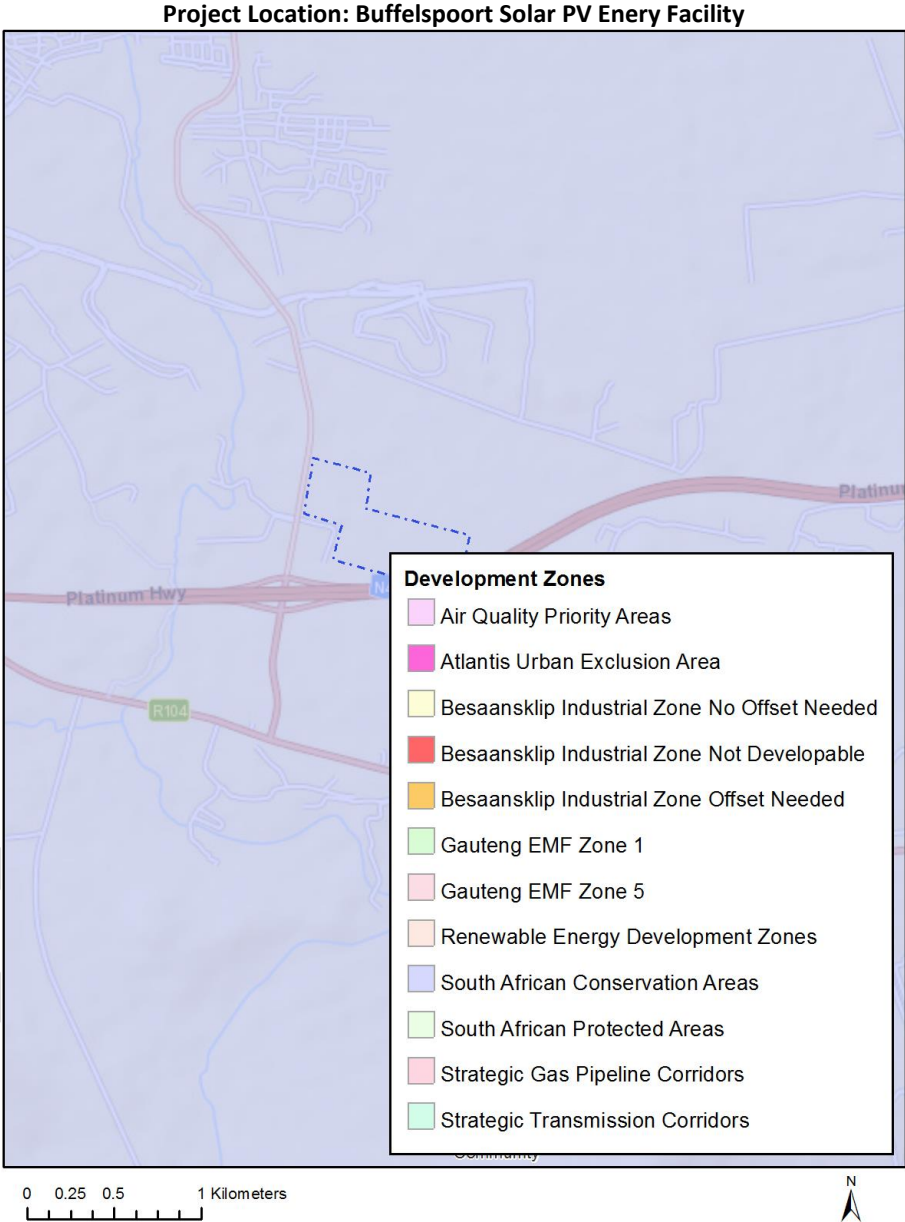 Project Location: Buffelspoort Solar PV Enery Facility
Platinum Hwy
N4
R104
Development Zones
Air Quality Priority Areas
Atlantis Urban Exclusion Area
Besaansklip Industrial Zone No Offset Needed
Besaansklip Industrial Zone Not Developable
Besaansklip Industrial Zone Offset Needed
Gauteng EMF Zone 1
Gauteng EMF Zone 5
Renewable Energy Development Zones
South African Conservation Areas
South African Protected Areas
Strategic Gas Pipeline Corridors
Strategic Transmission Corridors
0 0.25 0.5 1 Kilometers
N